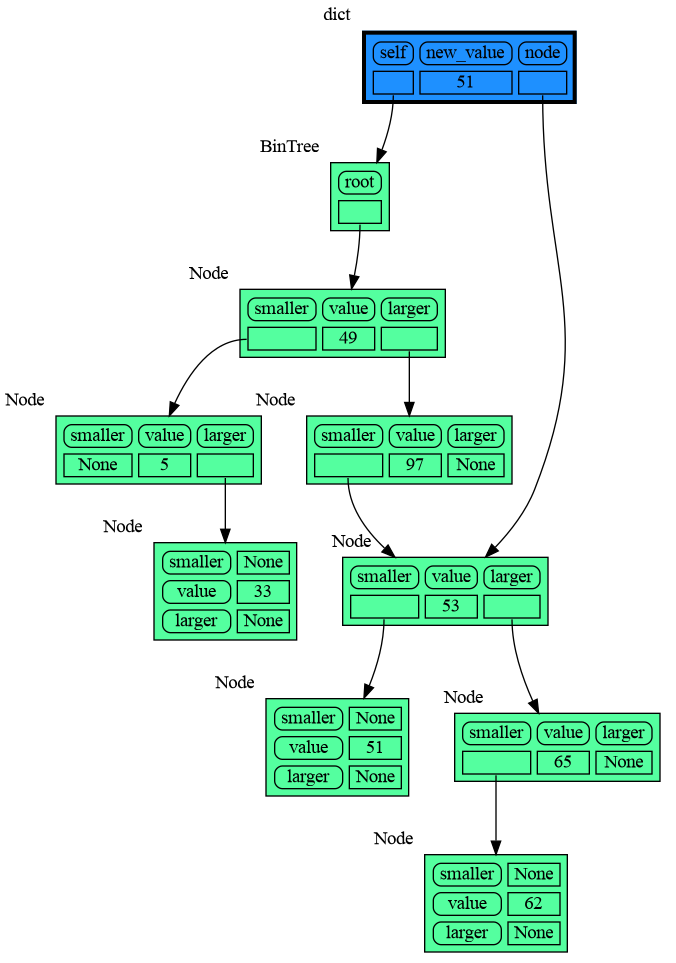 dict
self new_value node
51
BinTree
root
Node
smaller value larger
49
Node
smaller value larger
None 5
Node
smaller value larger
97 None
Node
smaller None
value 33
larger None
Node
smaller value larger
53
Node
smaller None
value 51
larger None
Node
smaller value larger
65 None
Node
smaller None
value 62
larger None